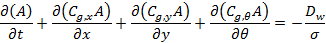 ∂(A)/∂t + ∂(C_{g,x}A)/∂x + ∂(C_{g,y}A)/∂y + ∂(C_{g,θ}A)/∂θ = −D_w/σ